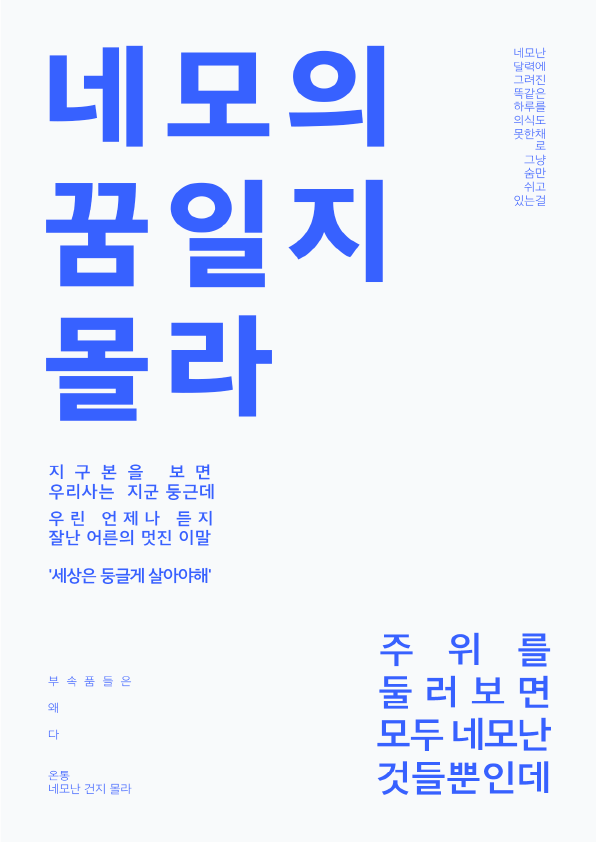 네모의
꿈일지
몰라
네모난
달력에
그려진
똑같은
하루를
의식도
못한채
로
그냥
숨만
쉬고
있는걸
지 구 본 을 보 면
우리사는 지군 둥근데
우 린 언 제 나 듣 지
잘난 어른의 멋진 이말
'세상은 둥글게 살아야해'
주 위 를
둘 러 보 면
모두 네모난
것들뿐인데
부 속 품 들 은
왜
다
온통
네모난 건지 몰라